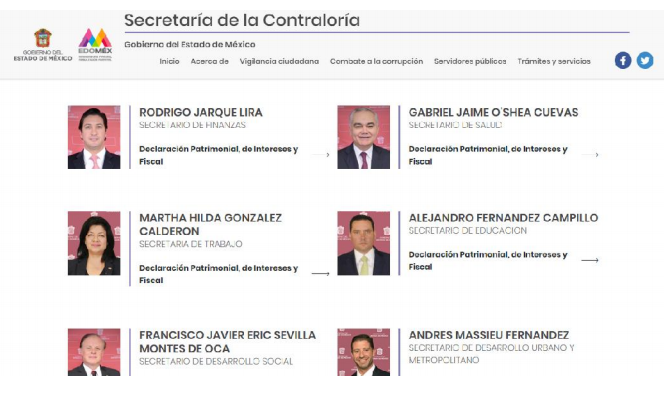 Secretaría de la Contraloría
GOBIERNO DEL
ESTADO DE MÉXICO
EDOMÉX
Gobierno del Estado de México
Inicio Acerca de Vigilancia ciudadana Combate a la corrupción Servidores públicos Trámites y servicios
RODRIGO JARQUE LIRA
SECRETARIO DE FINANZAS
Declaración Patrimonial, de Intereses y
Fiscal
GABRIEL JAIME O'SHEA CUEVAS
SECRETARIO DE SALUD
Declaración Patrimonial, de Intereses y
Fiscal
MARTHA HILDA GONZALEZ
CALDERON
SECRETARIA DE TRABAJO
Declaración Patrimonial, de Intereses y
Fiscal
ALEJANDRO FERNANDEZ CAMPILLO
SECRETARIO DE EDUCACION
Declaración Patrimonial, de Intereses y
Fiscal
FRANCISCO JAVIER ERIC SEVILLA
MONTES DE OCA
SECRETARIO DE DESARROLLO SOCIAL
ANDRES MASSIEU FERNANDEZ
SECRETARIO DE DESARROLLO URBANO Y
METROPOLITANO